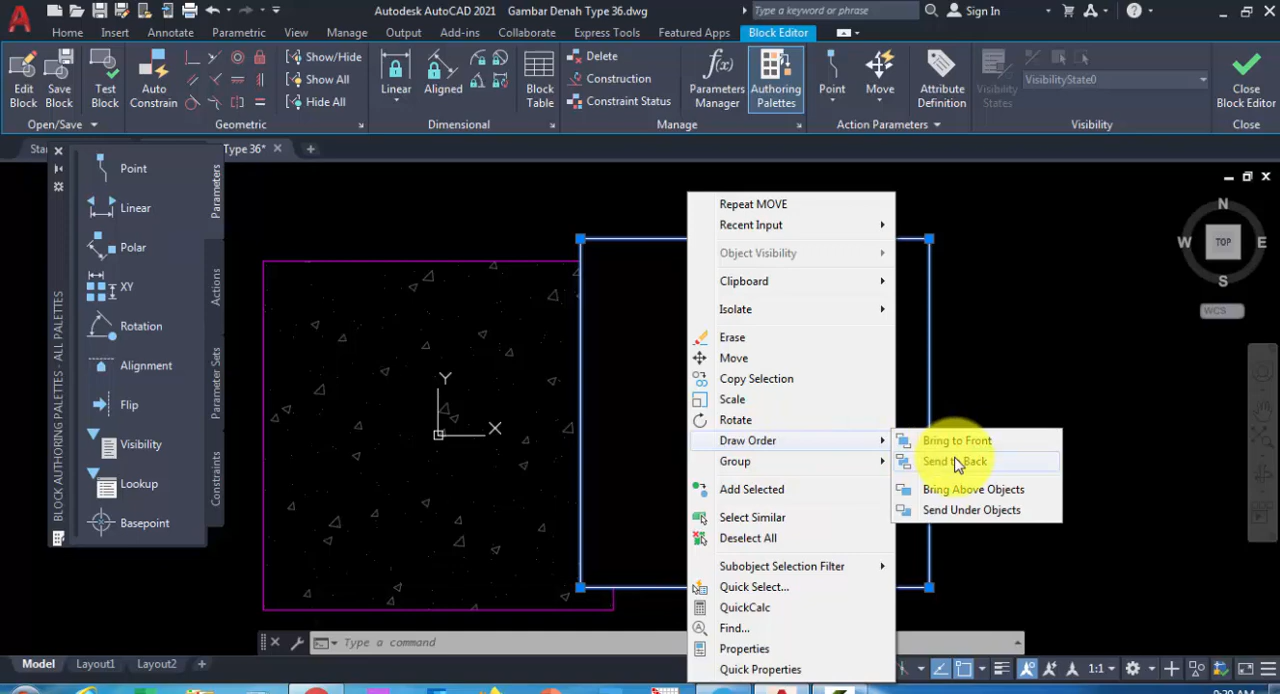 Autodesk AutoCAD 2021 Gambar Denah Type 36.dwg
Type a keyword or phrase
Sign In
Home Insert Annotate Parametric View Manage Output Add-ins Collaborate Express Tools Featured Apps Block Editor
Edit Block
Save Block
Test Block
Auto Constrain
Show/Hide
Show All
Hide All
Linear
Aligned
Block Table
Delete
Construction
Constraint Status
Parameters Manager
Authoring Palettes
Point
Move
Attribute Definition
Visibility States
VisibilityState0
Close Block Editor
Open/Save
Geometric
Dimensional
Manage
Action Parameters
Visibility
Close
Type 36*
Point
Linear
Polar
XY
Rotation
Alignment
Flip
Visibility
Lookup
Basepoint
Parameters
Actions
Parameter Sets
Constraints
BLOCK AUTHORING PALETTES - ALL PALETTES
Y
X
Repeat MOVE
Recent Input
Object Visibility
Clipboard
Isolate
Erase
Move
Copy Selection
Scale
Rotate
Draw Order
Group
Add Selected
Select Similar
Deselect All
Subobject Selection Filter
Quick Select...
QuickCalc
Find...
Properties
Quick Properties
Bring to Front
Send to Back
Bring Above Objects
Send Under Objects
N
W TOP E
S
WCS
Type a command
Model Layout1 Layout2
1:1